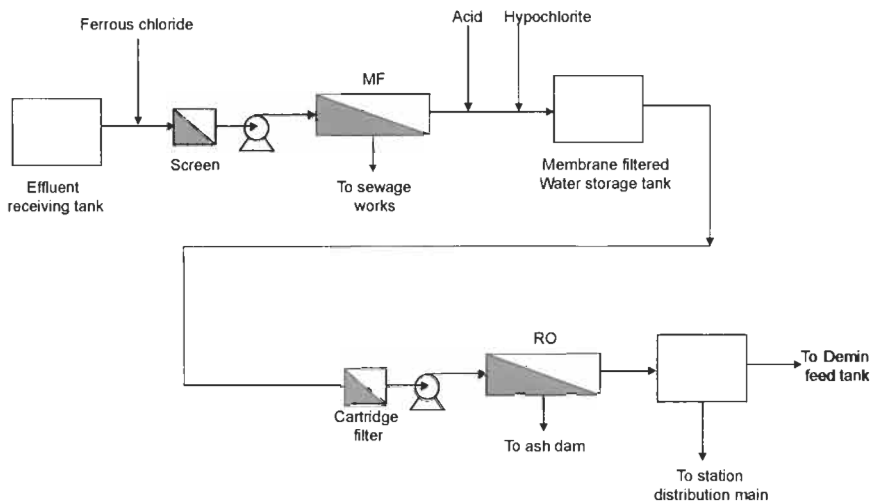 Ferrous chloride
Acid
Hypochlorite
MF
Screen
Effluent
receiving tank
To sewage
works
Membrane filtered
Water storage tank
RO
To Demin
feed tank
Cartridge
filter
To ash dam
To station
distribution main